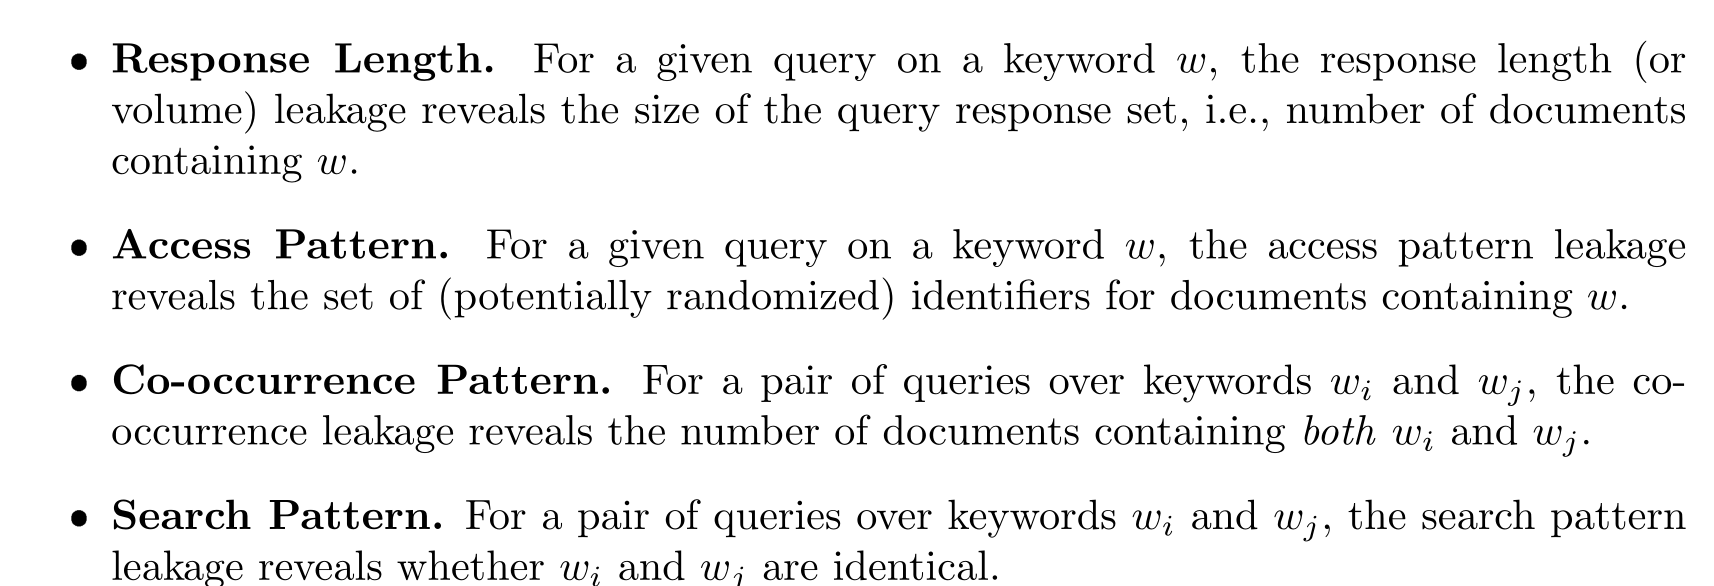 • Response Length. For a given query on a keyword w, the response length (or
volume) leakage reveals the size of the query response set, i.e., number of documents
containing w.
• Access Pattern. For a given query on a keyword w, the access pattern leakage
reveals the set of (potentially randomized) identifiers for documents containing w.
• Co-occurrence Pattern. For a pair of queries over keywords w_i and w_j, the co-
occurrence leakage reveals the number of documents containing both w_i and w_j.
• Search Pattern. For a pair of queries over keywords w_i and w_j, the search pattern
leakage reveals whether w_i and w_j are identical.